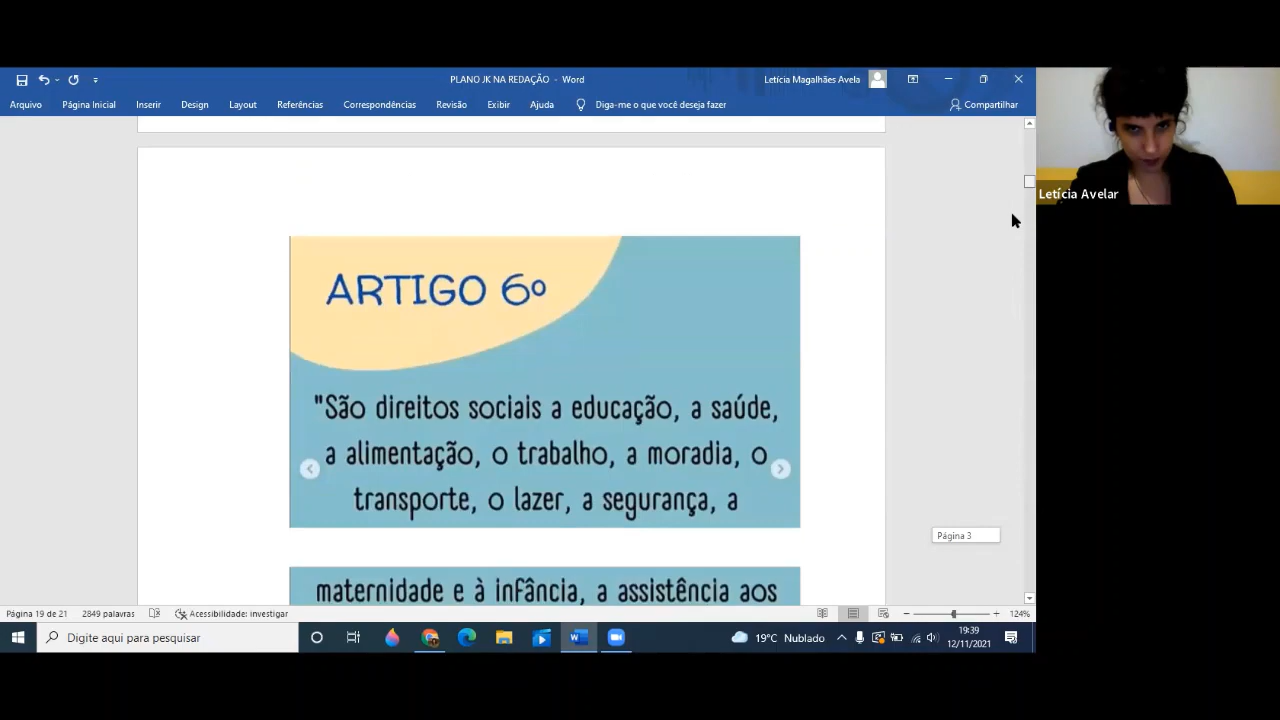 PLANO JK NA REDAÇÃO - Word
Letícia Magalhães Avela
Arquivo
Página Inicial
Inserir
Design
Layout
Referências
Correspondências
Revisão
Exibir
Ajuda
Diga-me o que você deseja fazer
Compartilhar
Letícia Avelar
ARTIGO 6º
"São direitos sociais a educação, a saúde,
a alimentação, o trabalho, a moradia, o
transporte, o lazer, a segurança, a
Página 3
maternidade e à infância, a assistência aos
Página 19 de 21
2849 palavras
Acessibilidade: investigar
124%
Digite aqui para pesquisar
19°C Nublado
19:39
12/11/2021